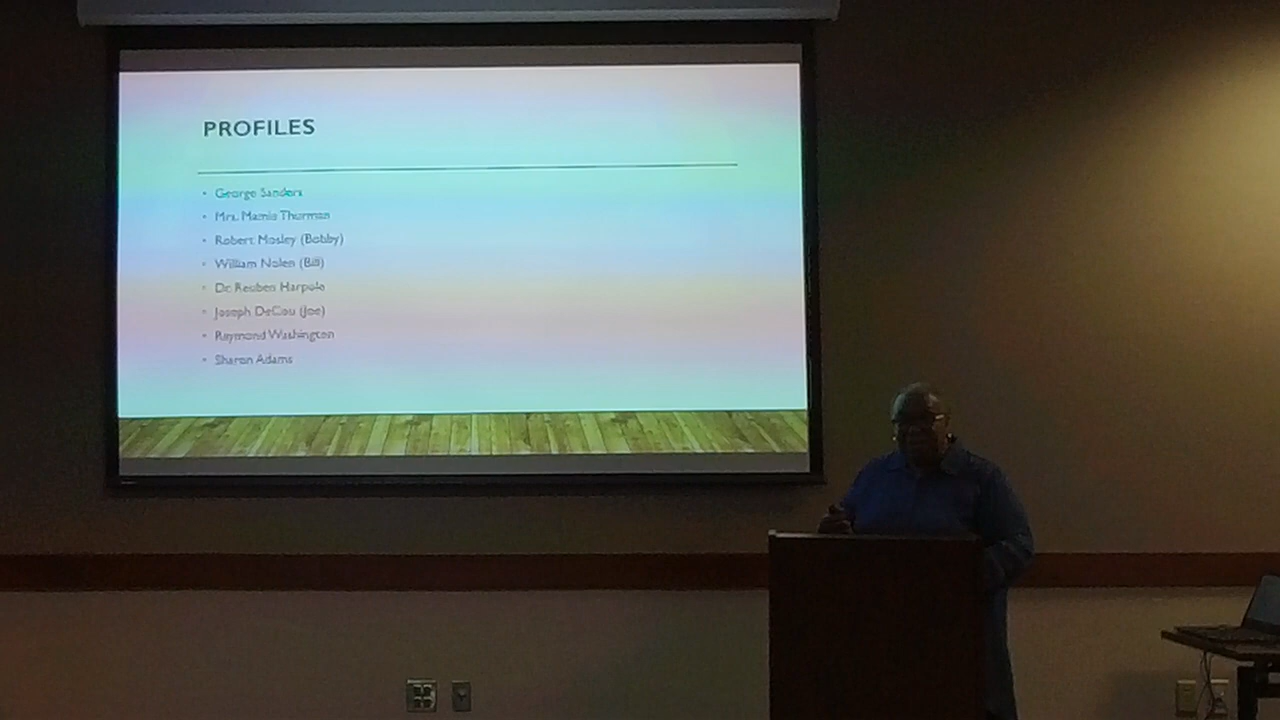 PROFILES
• George Sanders
• Mrs. Mamie Thurman
• Robert Mosley (Bobby)
• William Nolen (Bill)
• Dr. Reuben Harpole
• Joseph DeCou (Joe)
• Raymond Washington
• Sharon Adams